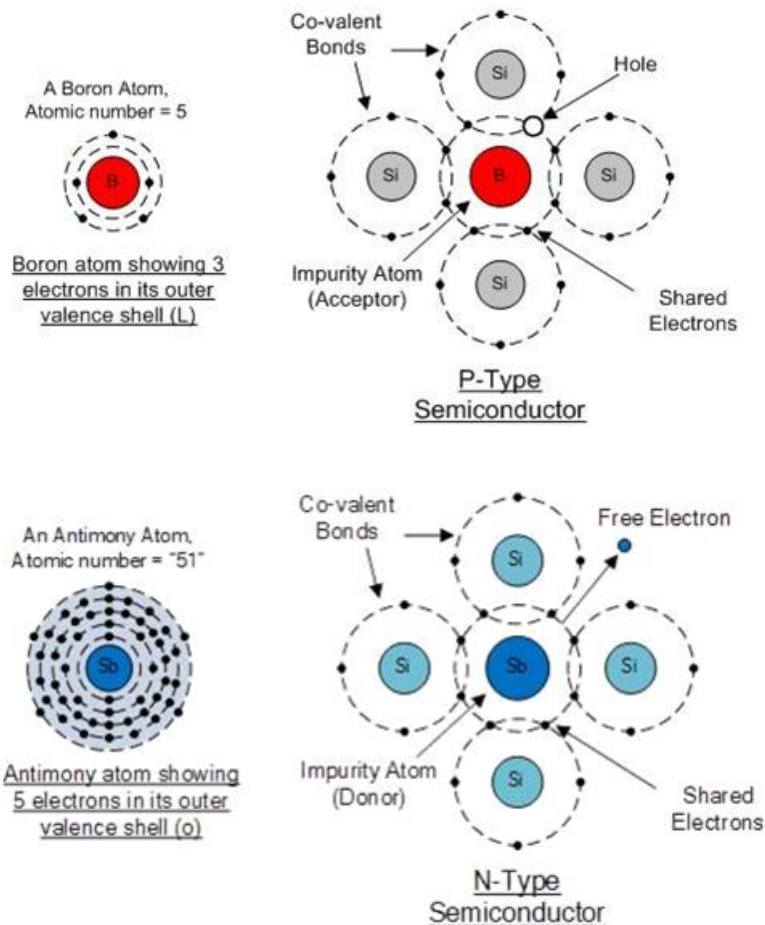 A Boron Atom,
Atomic number = 5
B
Boron atom showing 3
electrons in its outer
valence shell (L)
Co-valent
Bonds
Hole
Si
Si
B
Si
Si
Impurity Atom
(Acceptor)
Shared
Electrons
P-Type
Semiconductor
An Antimony Atom,
Atomic number = "51"
Sb
Antimony atom showing
5 electrons in its outer
valence shell (o)
Co-valent
Bonds
Free Electron
Si
Si
Sb
Si
Si
Impurity Atom
(Donor)
Shared
Electrons
N-Type
Semiconductor